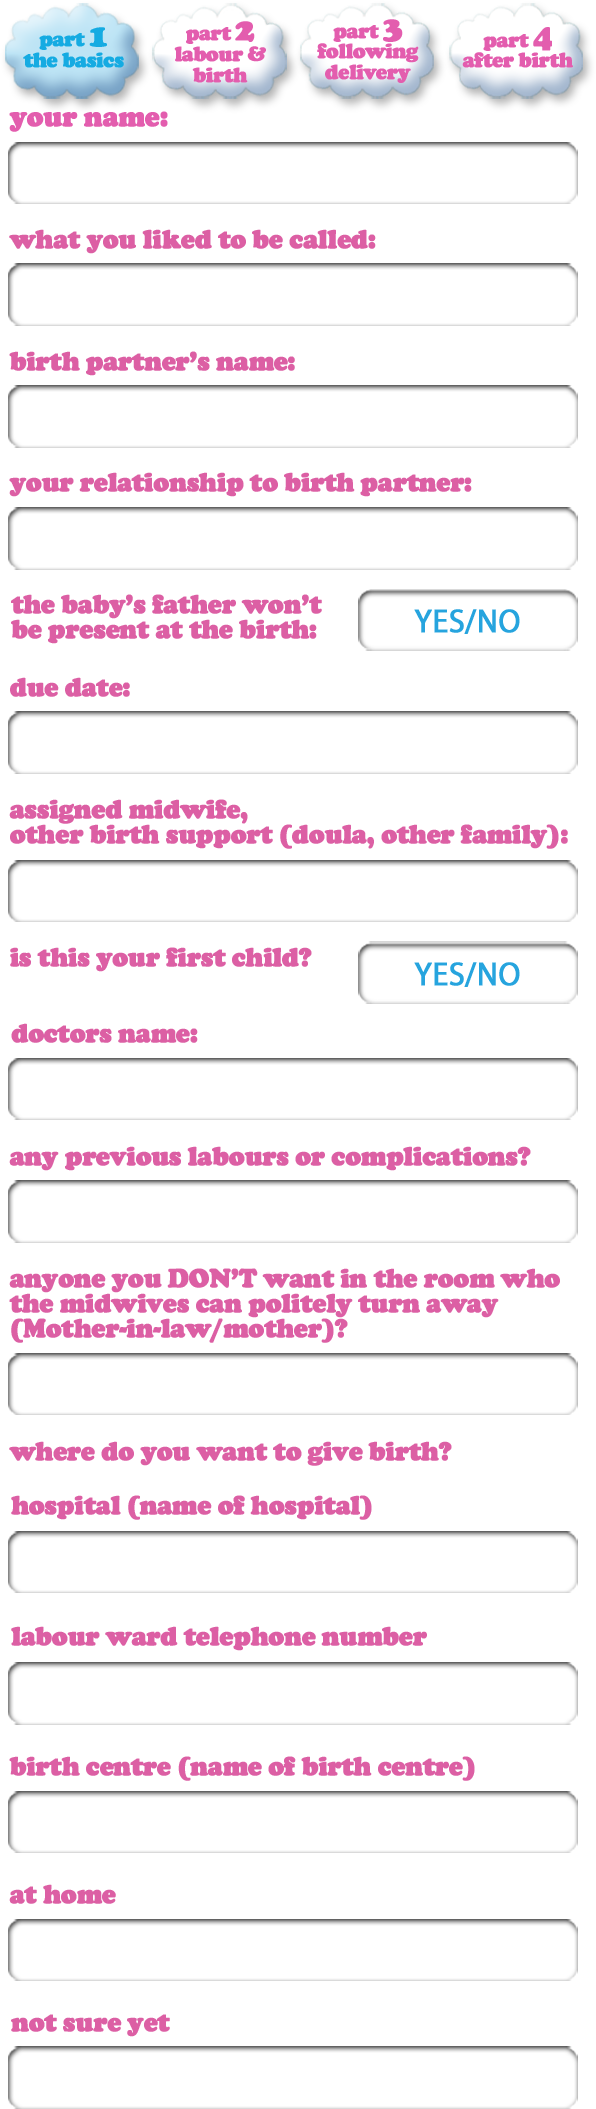 part 1
the basics
part 2
labour &
birth
part 3
following
delivery
part 4
after birth
your name:
what you liked to be called:
birth partner's name:
your relationship to birth partner:
the baby's father won't
be present at the birth:
YES/NO
due date:
assigned midwife,
other birth support (doula, other family):
is this your first child?
YES/NO
doctors name:
any previous labours or complications?
anyone you DON'T want in the room who
the midwives can politely turn away
(Mother-in-law/mother)?
where do you want to give birth?
hospital (name of hospital)
labour ward telephone number
birth centre (name of birth centre)
at home
not sure yet